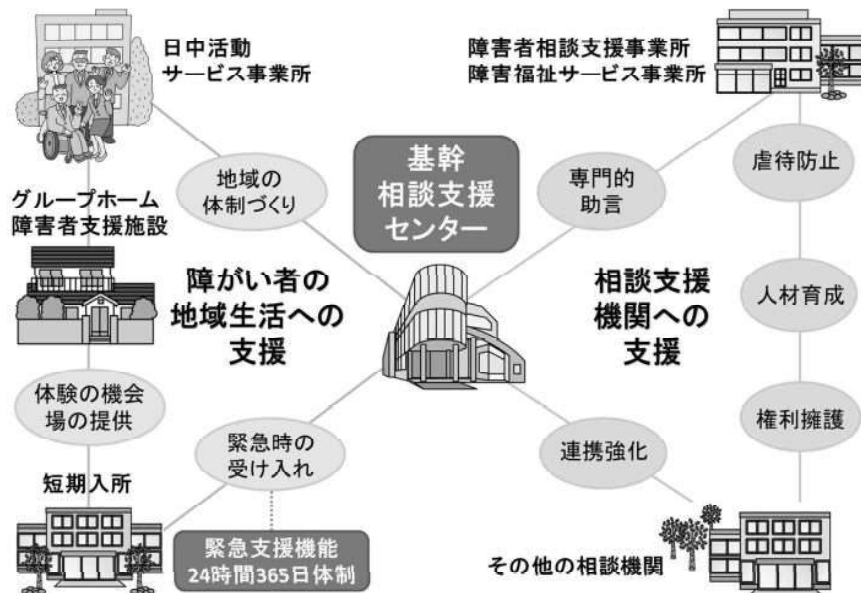 日中活動
サービス事業所
障害者相談支援事業所
障害福祉サービス事業所
基幹
相談支援
センター
地域の
体制づくり
専門的
助言
虐待防止
グループホーム
障害者支援施設
障がい者の
地域生活への
支援
相談支援
機関への
支援
人材育成
体験の機会
場の提供
緊急時の
受け入れ
連携強化
権利擁護
短期入所
緊急支援機能
24時間365日体制
その他の相談機関